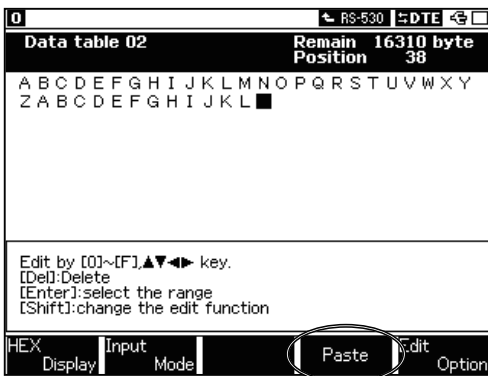 0 RS-530 DTE
Data table 02 Remain 16310 byte
Position 38
A B C D E F G H I J K L M N O P Q R S T U V W X Y
Z A B C D E F G H I J K L
Edit by [0]~[F],▲▼◀▶ key.
[Del]:Delete
[Enter]:select the range
[Shift]:change the edit function
HEX Display Input Mode Paste Edit Option